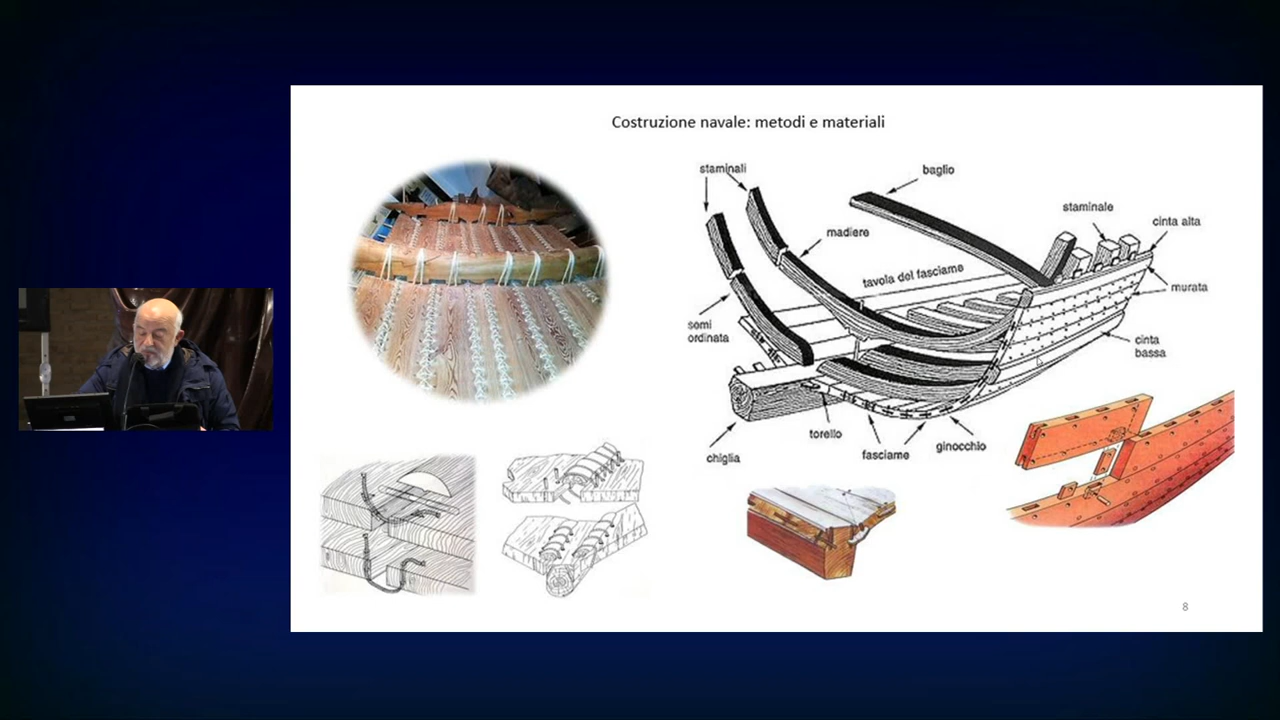 Costruzione navale: metodi e materiali
staminali
baglio
staminale
cinta alta
madiere
tavola del fasciame
murata
semi
ordinata
cinta
bassa
torello
ginocchio
chiglia
fasciame
8